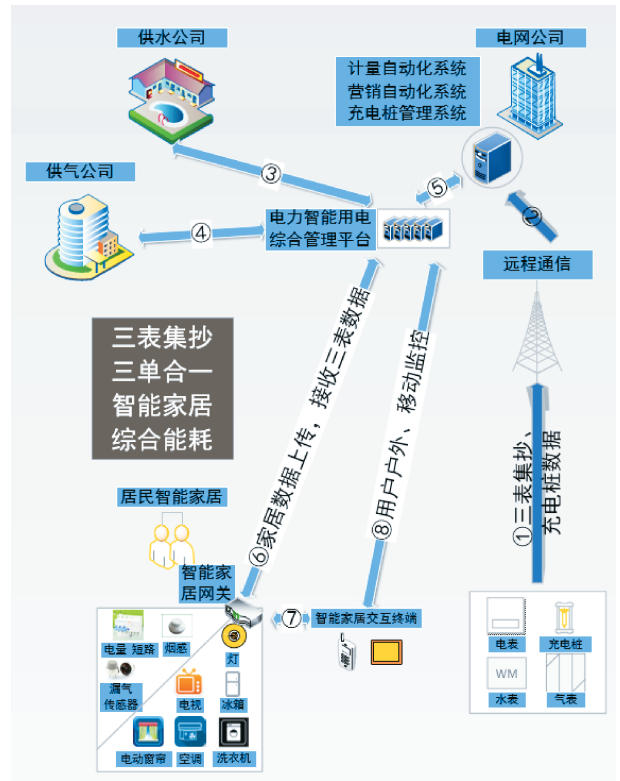 供水公司
电网公司
计量自动化系统
营销自动化系统
充电桩管理系统
供气公司
③
⑤
②
④
电力智能用电
综合管理平台
远程通信
三表集抄
三单合一
智能家居
综合能耗
⑥家居数据上传，接收三表数据
⑧用户户外、移动监控
①三表集抄、
充电桩数据
居民智能家居
智能家
居网关
⑦
智能家居交互终端
电量 短路
烟感
灯
漏气
传感器
电视
冰箱
电动窗帘
空调
洗衣机
电表
充电桩
WM
水表
气表